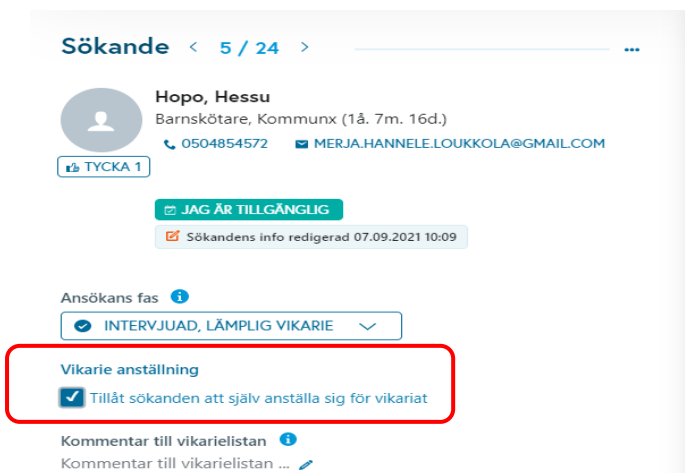 Sökande < 5 / 24 > ...
Hopo, Hessu
Barnskötare, Kommunx (1å. 7m. 16d.)
0504854572 MERJA.HANNELE.LOUKKOLA@GMAIL.COM
TYCKA 1
JAG ÄR TILLGÄNGLIG
Sökandens info redigerad 07.09.2021 10:09
Ansökans fas
INTERVJUAD, LÄMPLIG VIKARIE
Vikarie anställning
Tillåt sökanden att själv anställa sig för vikariat
Kommentar till vikarielistan
Kommentar till vikarielistan ...